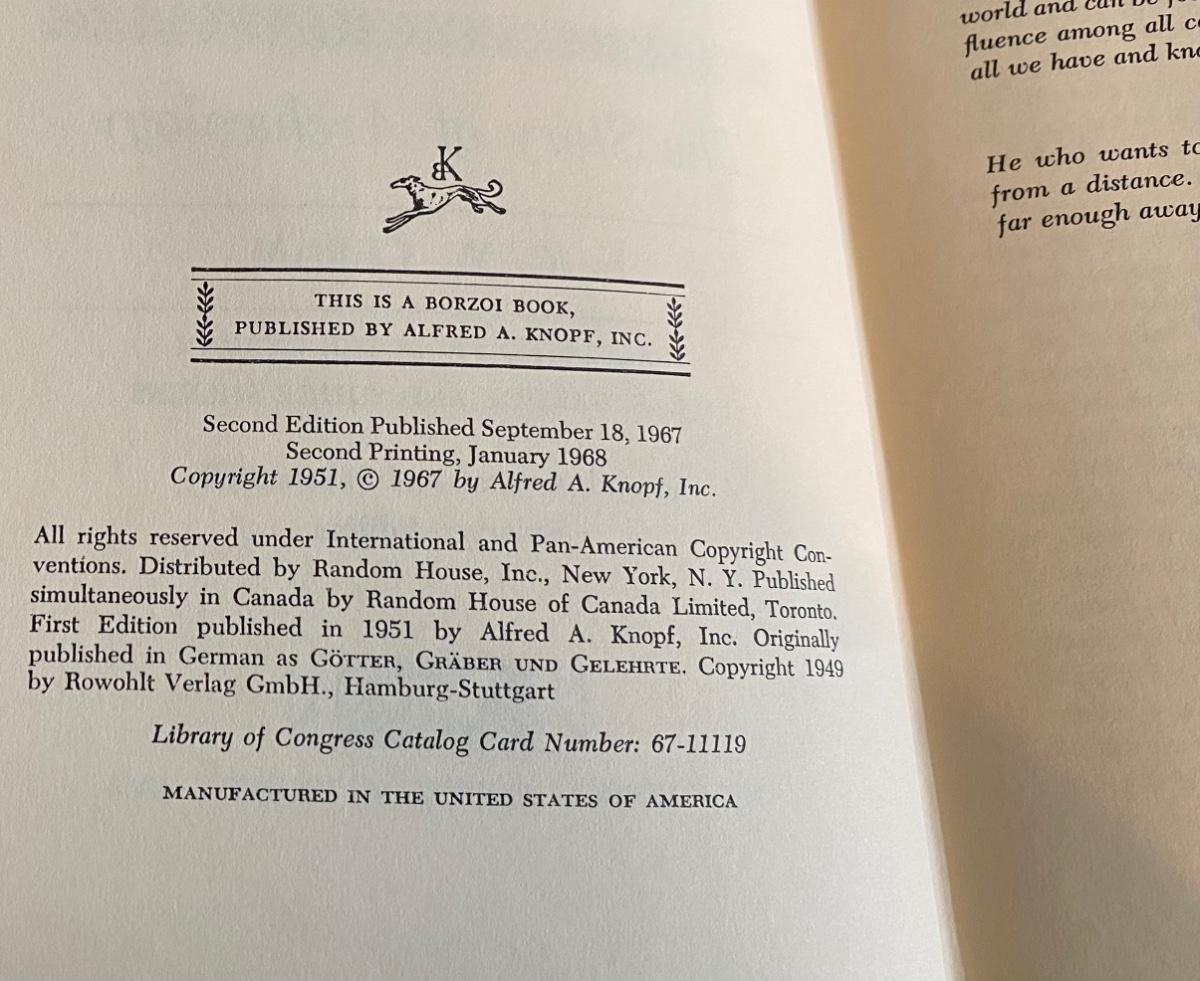 BK
THIS IS A BORZOI BOOK,
PUBLISHED BY ALFRED A. KNOPF, INC.
Second Edition Published September 18, 1967
Second Printing, January 1968
Copyright 1951, © 1967 by Alfred A. Knopf, Inc.
All rights reserved under International and Pan-American Copyright Con-
ventions. Distributed by Random House, Inc., New York, N. Y. Published
simultaneously in Canada by Random House of Canada Limited, Toronto.
First Edition published in 1951 by Alfred A. Knopf, Inc. Originally
published in German as GÖTTER, GRÄBER UND GELEHRTE. Copyright 1949
by Rowohlt Verlag GmbH., Hamburg-Stuttgart
Library of Congress Catalog Card Number: 67-11119
MANUFACTURED IN THE UNITED STATES OF AMERICA
world and can be
fluence among all
all we have and
He who wants
from a distance.
far enough away